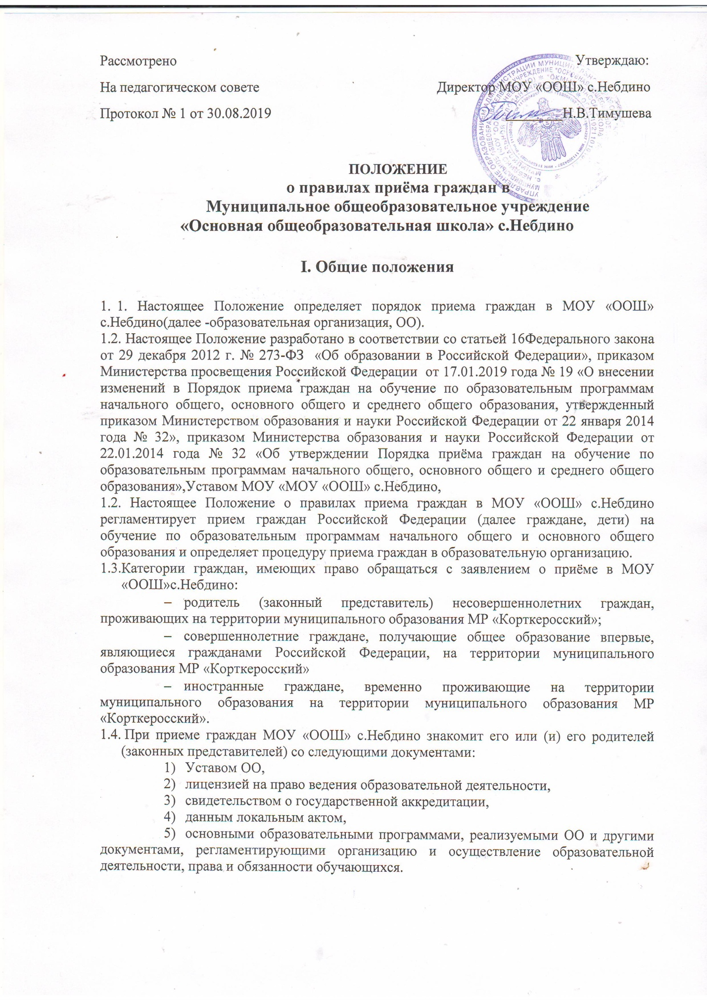 Рассмотрено Утверждаю:
На педагогическом совете Директор МОУ «ООШ» с.Небдино
Протокол № 1 от 30.08.2019 ________Н.В.Тимушева
ПОЛОЖЕНИЕ
о правилах приёма граждан в
Муниципальное общеобразовательное учреждение
«Основная общеобразовательная школа» с.Небдино
I. Общие положения
1. 1. Настоящее Положение определяет порядок приема граждан в МОУ «ООШ»
с.Небдино(далее -образовательная организация, ОО).
1.2. Настоящее Положение разработано в соответствии со статьей 16Федерального закона
от 29 декабря 2012 г. № 273-ФЗ «Об образовании в Российской Федерации», приказом
Министерства просвещения Российской Федерации от 17.01.2019 года № 19 «О внесении
изменений в Порядок приема граждан на обучение по образовательным программам
начального общего, основного общего и среднего общего образования, утвержденный
приказом Министерством образования и науки Российской Федерации от 22 января 2014
года № 32», приказом Министерства образования и науки Российской Федерации от
22.01.2014 года № 32 «Об утверждении Порядка приёма граждан на обучение по
образовательным программам начального общего, основного общего и среднего общего
образования»,Уставом МОУ «МОУ «ООШ» с.Небдино,
1.2. Настоящее Положение о правилах приема граждан в МОУ «ООШ» с.Небдино
регламентирует прием граждан Российской Федерации (далее граждане, дети) на
обучение по образовательным программам начального общего и основного общего
образования и определяет процедуру приема граждан в образовательную организацию.
1.3.Категории граждан, имеющих право обращаться с заявлением о приёме в МОУ
«ООШ»с.Небдино:
– родитель (законный представитель) несовершеннолетних граждан,
проживающих на территории муниципального образования МР «Корткеросский»;
– совершеннолетние граждане, получающие общее образование впервые,
являющиеся гражданами Российской Федерации, на территории муниципального
образования МР «Корткеросский»
– иностранные граждане, временно проживающие на территории
муниципального образования на территории муниципального образования МР
«Корткеросский».
1.4. При приеме граждан МОУ «ООШ» с.Небдино знакомит его или (и) его родителей
(законных представителей) со следующими документами:
1) Уставом ОО,
2) лицензией на право ведения образовательной деятельности,
3) свидетельством о государственной аккредитации,
4) данным локальным актом,
5) основными образовательными программами, реализуемыми ОО и другими
документами, регламентирующими организацию и осуществление образовательной
деятельности, права и обязанности обучающихся.